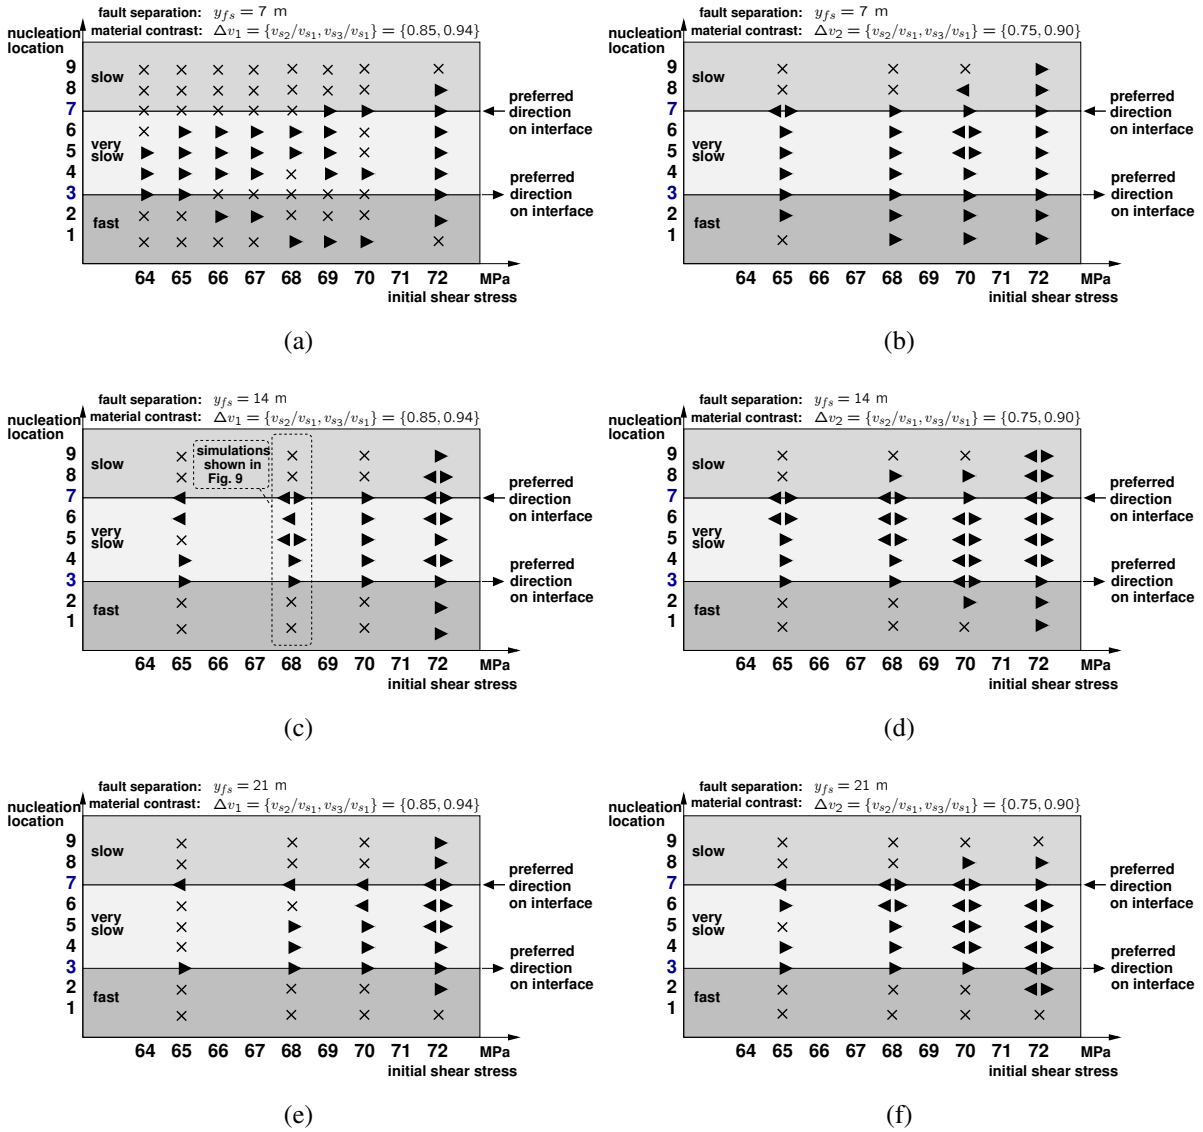 fault separation: y_fs = 7 m
nucleation material contrast: Δv₁ = {v_s₂/v_s₁, v_s₃/v_s₁} = {0.85, 0.94}
location
9
slow
8
7
preferred
direction
on interface
6
very
5
slow
4
3
preferred
direction
on interface
2
fast
1
64 65 66 67 68 69 70 71 72 MPa
initial shear stress
(a)
fault separation: y_fs = 7 m
nucleation material contrast: Δv₂ = {v_s₂/v_s₁, v_s₃/v_s₁} = {0.75, 0.90}
location
9
slow
8
7
preferred
direction
on interface
6
very
5
slow
4
3
preferred
direction
on interface
2
fast
1
64 65 66 67 68 69 70 71 72 MPa
initial shear stress
(b)
fault separation: y_fs = 14 m
nucleation material contrast: Δv₁ = {v_s₂/v_s₁, v_s₃/v_s₁} = {0.85, 0.94}
location
simulations
shown in
Fig. 9
9
slow
8
7
preferred
direction
on interface
6
very
5
slow
4
3
preferred
direction
on interface
2
fast
1
64 65 66 67 68 69 70 71 72 MPa
initial shear stress
(c)
fault separation: y_fs = 14 m
nucleation material contrast: Δv₂ = {v_s₂/v_s₁, v_s₃/v_s₁} = {0.75, 0.90}
location
9
slow
8
7
preferred
direction
on interface
6
very
5
slow
4
3
preferred
direction
on interface
2
fast
1
64 65 66 67 68 69 70 71 72 MPa
initial shear stress
(d)
fault separation: y_fs = 21 m
nucleation material contrast: Δv₁ = {v_s₂/v_s₁, v_s₃/v_s₁} = {0.85, 0.94}
location
9
slow
8
7
preferred
direction
on interface
6
very
5
slow
4
3
preferred
direction
on interface
2
fast
1
64 65 66 67 68 69 70 71 72 MPa
initial shear stress
(e)
fault separation: y_fs = 21 m
nucleation material contrast: Δv₂ = {v_s₂/v_s₁, v_s₃/v_s₁} = {0.75, 0.90}
location
9
slow
8
7
preferred
direction
on interface
6
very
5
slow
4
3
preferred
direction
on interface
2
fast
1
64 65 66 67 68 69 70 71 72 MPa
initial shear stress
(f)